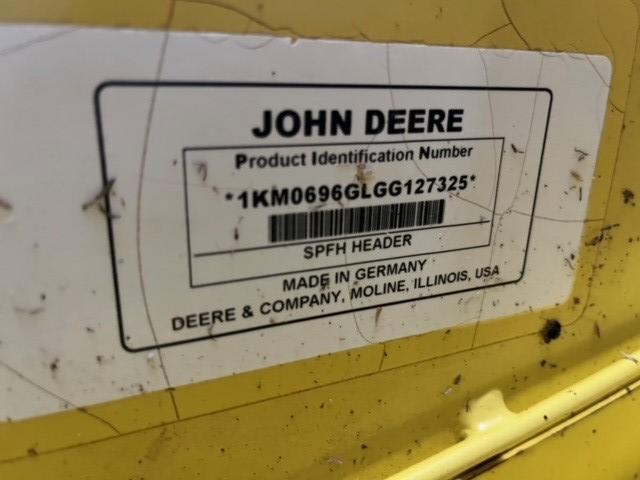 JOHN DEERE
Product Identification Number
*1KM0696GLGG127325*
SPFH HEADER
MADE IN GERMANY
DEERE & COMPANY, MOLINE, ILLINOIS, USA